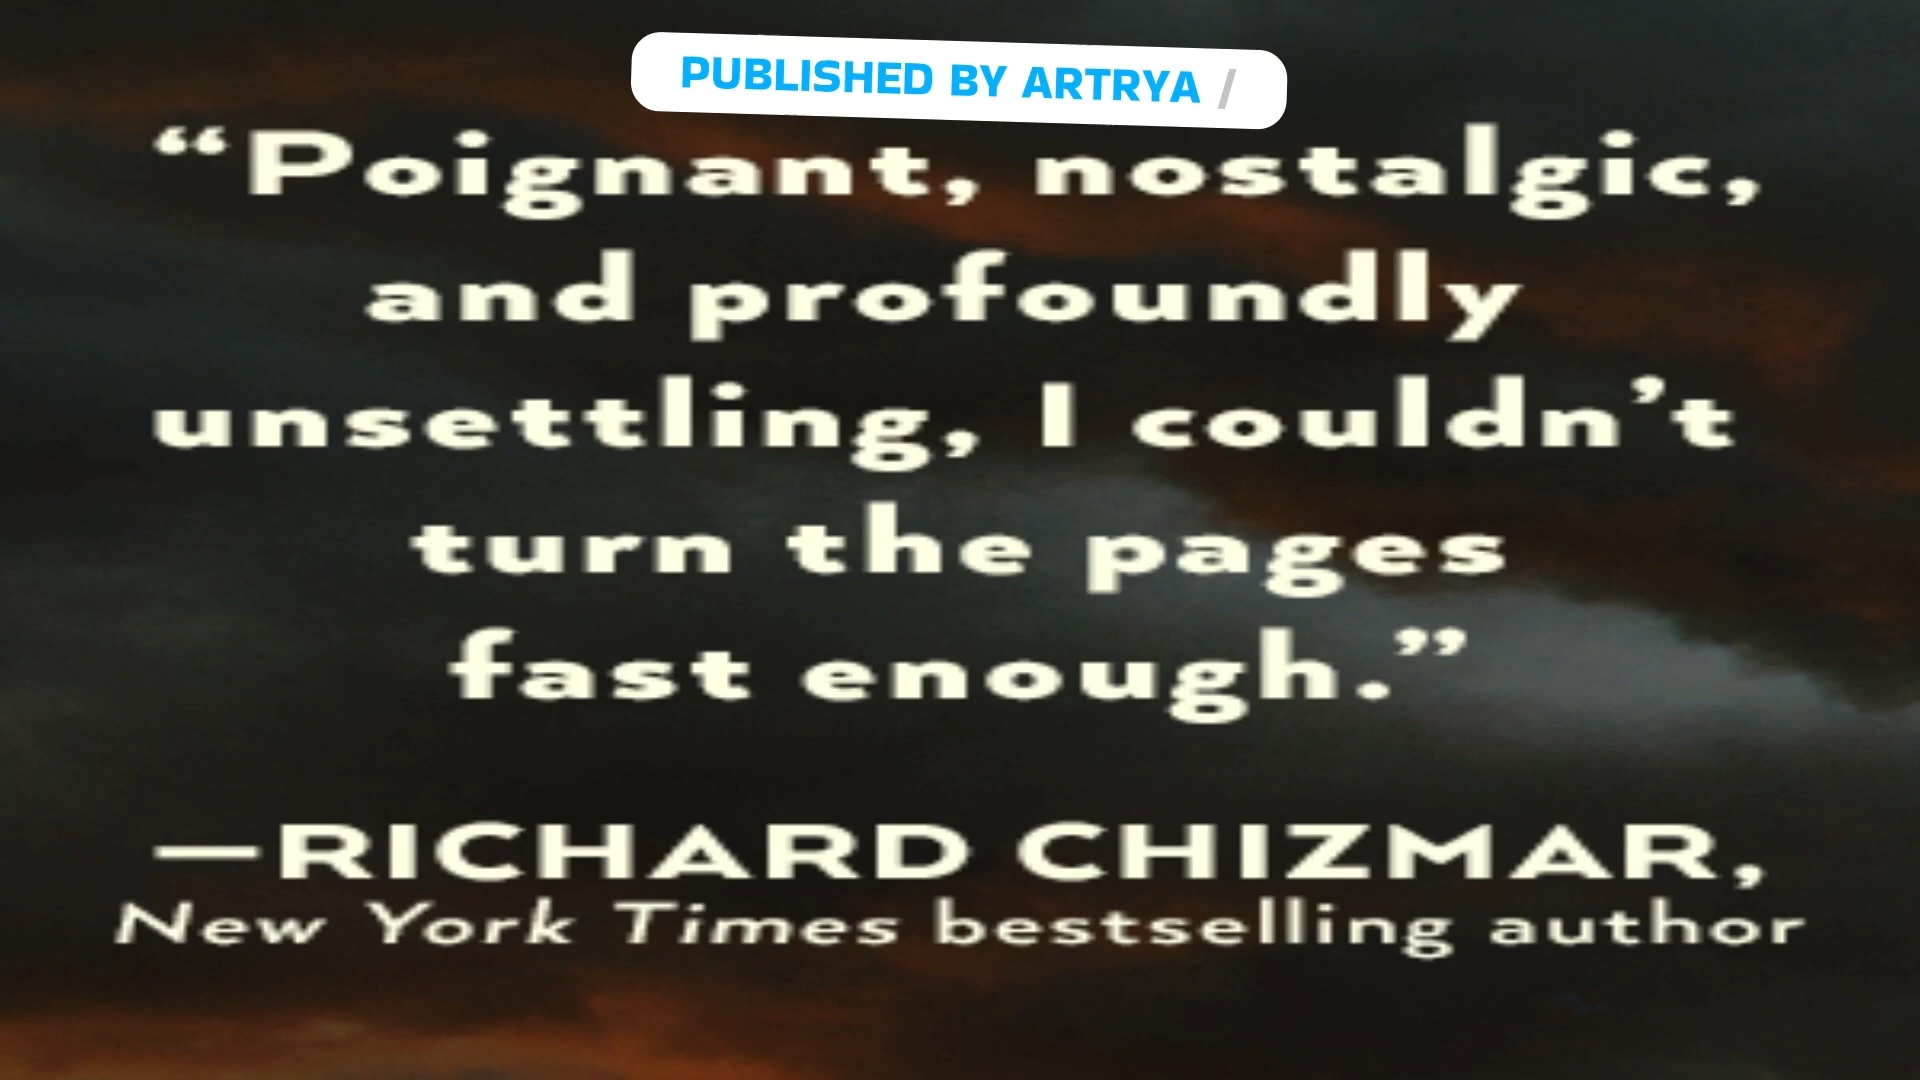 PUBLISHED BY ARTRYA /
“Poignant, nostalgic,
and profoundly
unsettling, I couldn’t
turn the pages
fast enough.”
—RICHARD CHIZMAR,
New York Times bestselling author